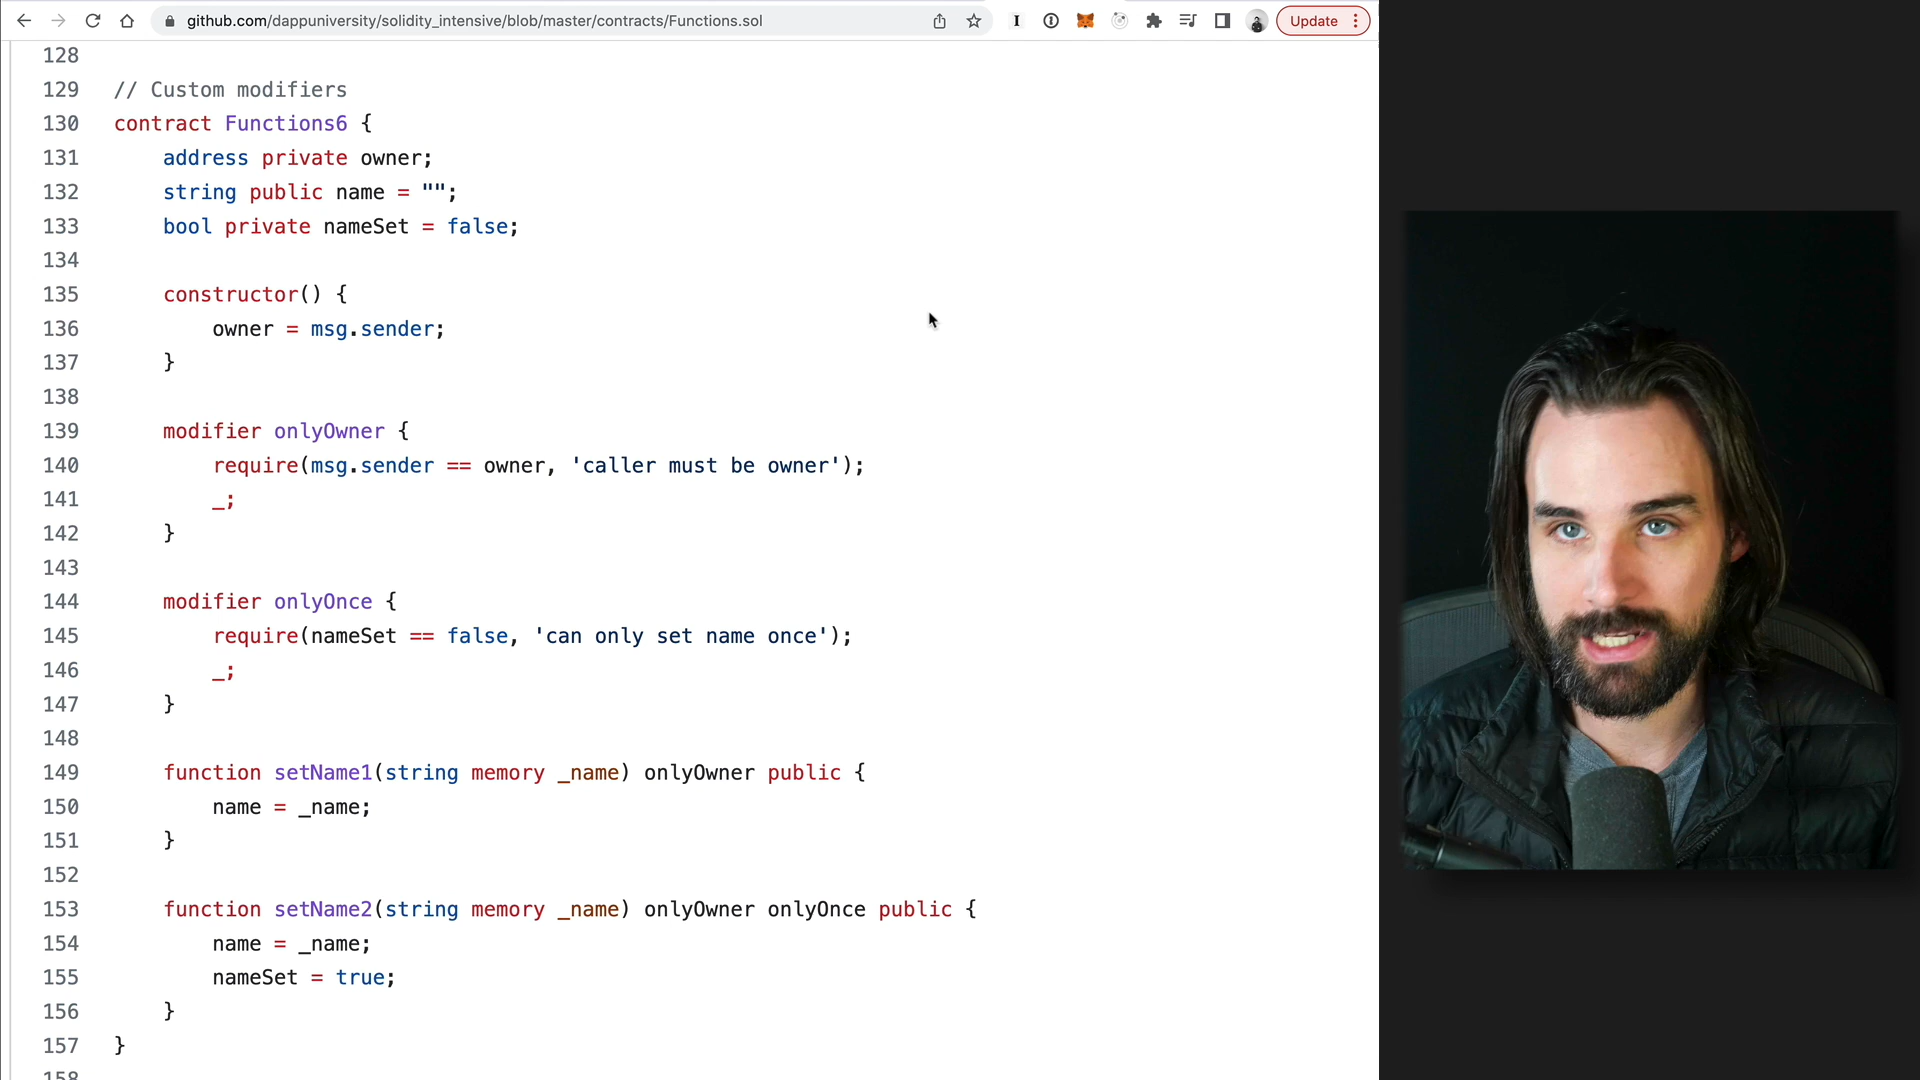 github.com/dappuniversity/solidity_intensive/blob/master/contracts/Functions.sol
Update
128
129 // Custom modifiers
130 contract Functions6 {
131 address private owner;
132 string public name = "";
133 bool private nameSet = false;
134
135 constructor() {
136 owner = msg.sender;
137 }
138
139 modifier onlyOwner {
140 require(msg.sender == owner, 'caller must be owner');
141 _;
142 }
143
144 modifier onlyOnce {
145 require(nameSet == false, 'can only set name once');
146 _;
147 }
148
149 function setName1(string memory _name) onlyOwner public {
150 name = _name;
151 }
152
153 function setName2(string memory _name) onlyOwner onlyOnce public {
154 name = _name;
155 nameSet = true;
156 }
157 }
158